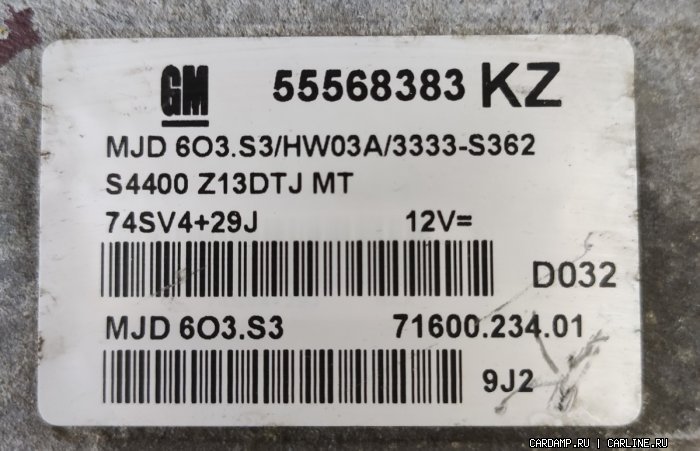 GM 55568383 KZ
MJD 6O3.S3/HW03A/3333-S362
S4400 Z13DTJ MT
74SV4+29J 12V=
D032
MJD 6O3.S3 71600.234.01
9J2
CARDAMP.RU | CARLINE.RU